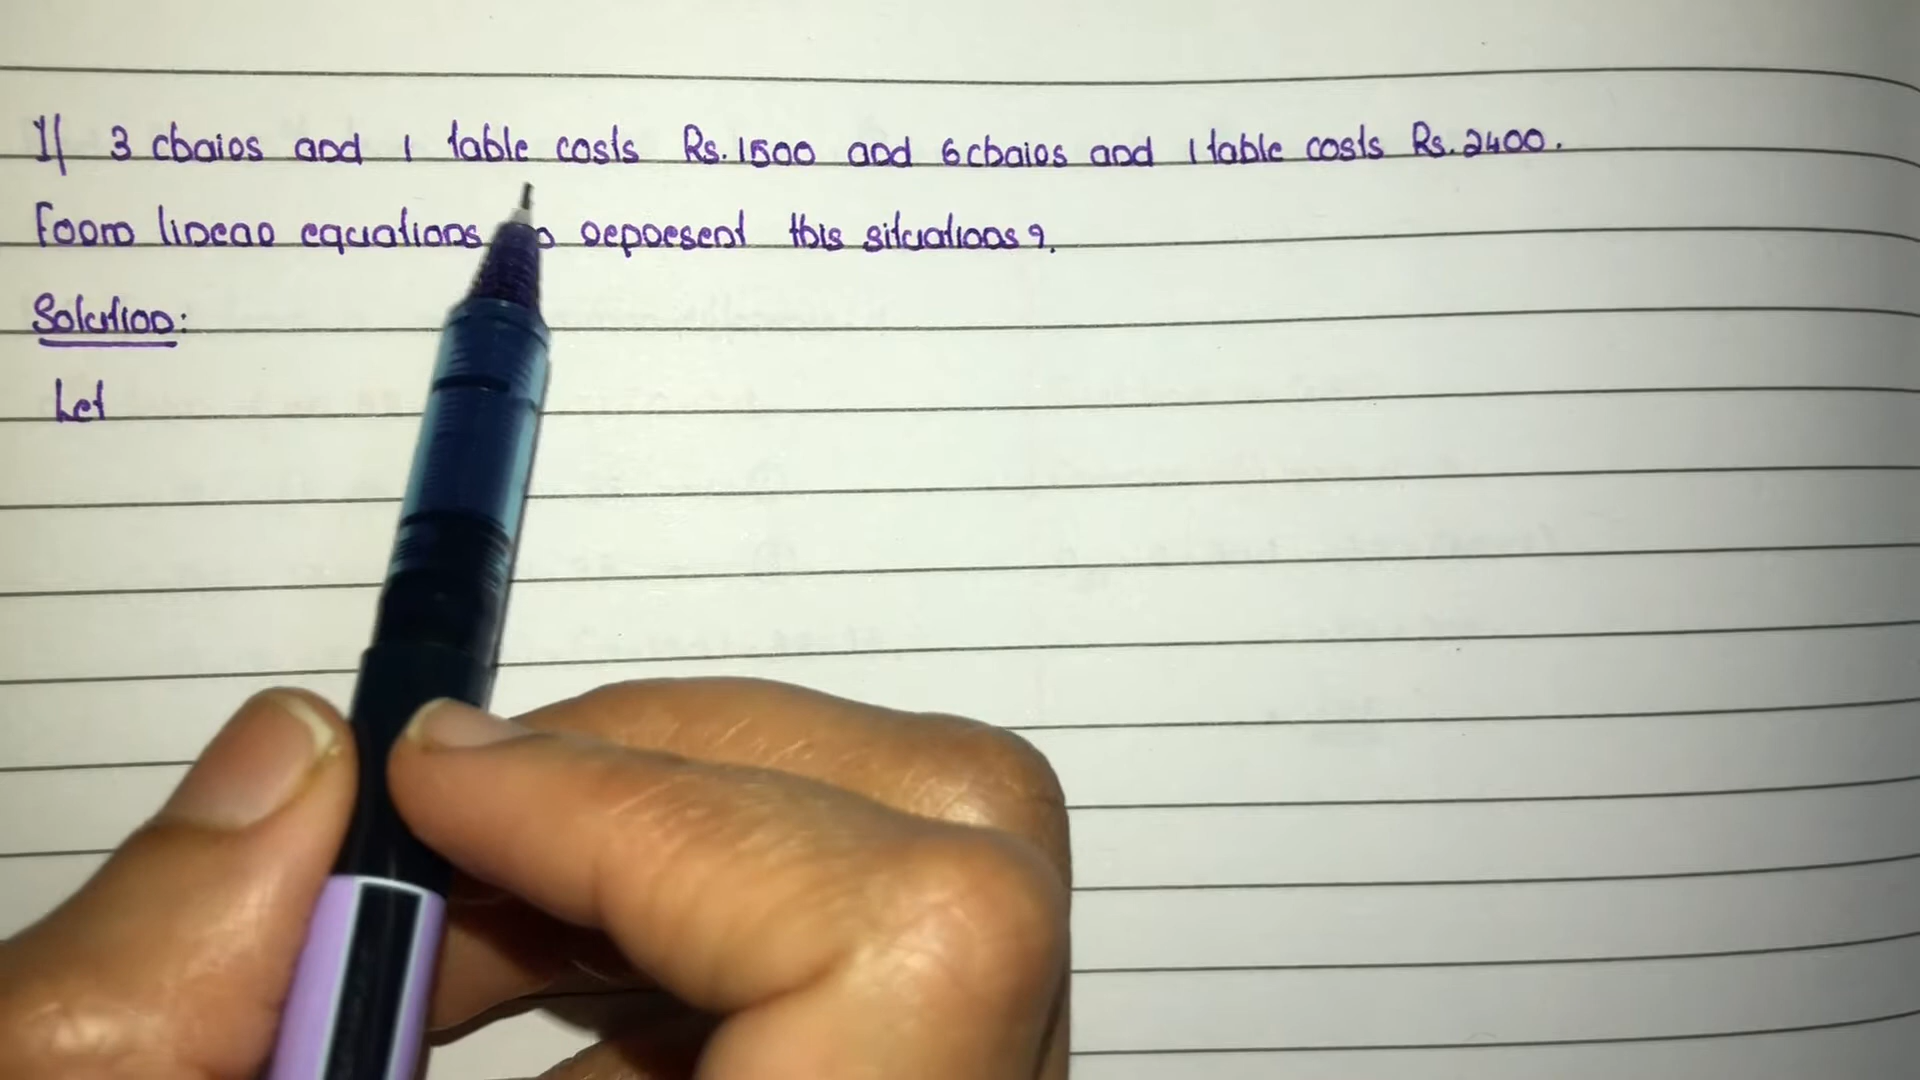 If 3 chairs and 1 table costs Rs.1500 and 6 chairs and 1 table costs Rs.2400.
Form linear equations represent this situations?
Solution:
Let